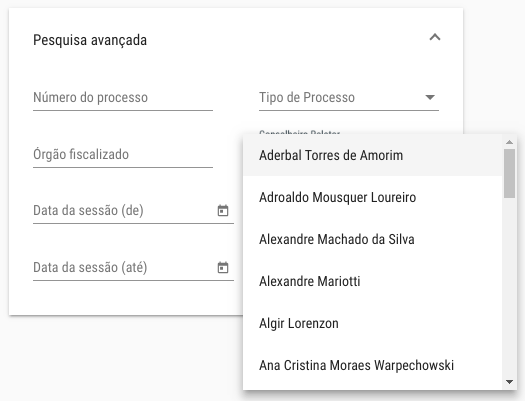 Pesquisa avançada
Número do processo
Tipo de Processo
Conselheiro Relator
Órgão fiscalizado
Data da sessão (de)
Data da sessão (até)
Aderbal Torres de Amorim
Adroaldo Mousquer Loureiro
Alexandre Machado da Silva
Alexandre Mariotti
Algir Lorenzon
Ana Cristina Moraes Warpechowski